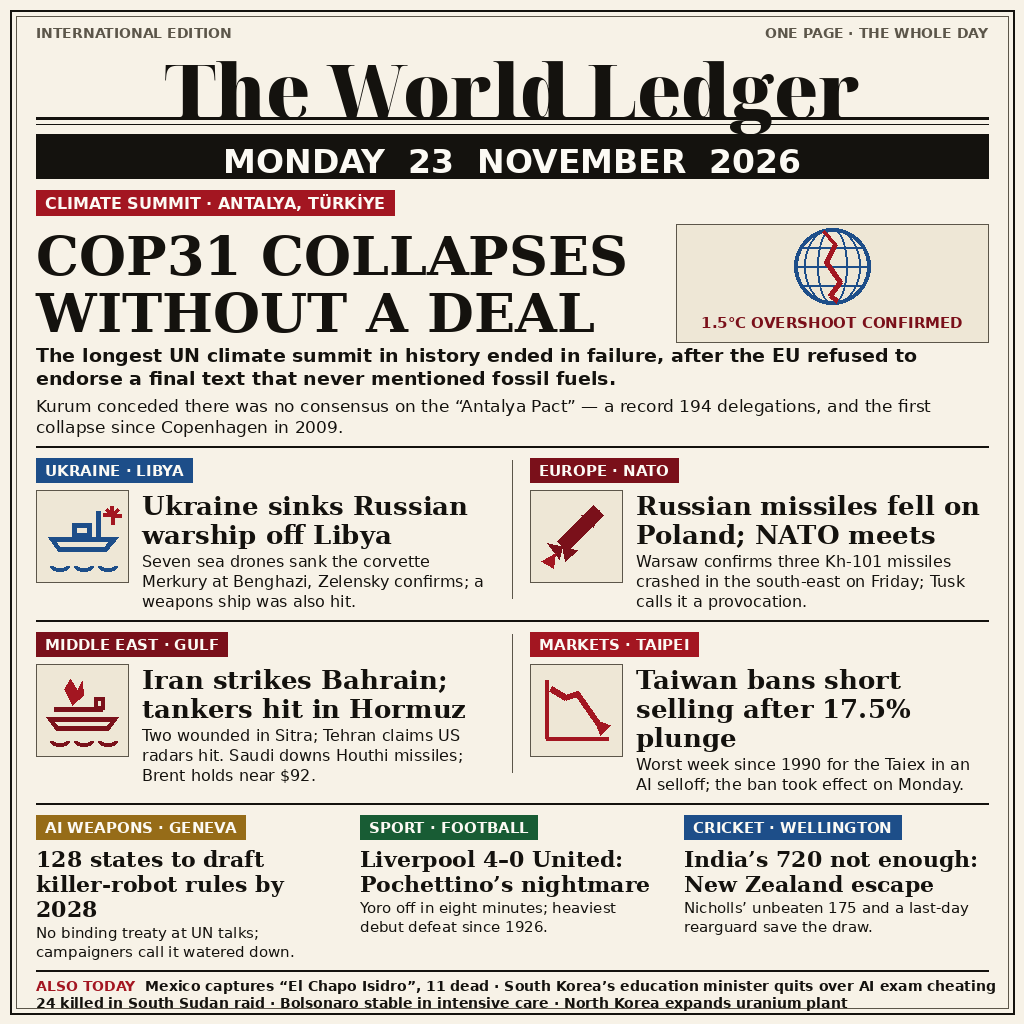 INTERNATIONAL EDITION
ONE PAGE · THE WHOLE DAY
The World Ledger
MONDAY 23 NOVEMBER 2026
CLIMATE SUMMIT · ANTALYA, TÜRKİYE
COP31 COLLAPSES
WITHOUT A DEAL
1.5°C OVERSHOOT CONFIRMED
The longest UN climate summit in history ended in failure, after the EU refused to
endorse a final text that never mentioned fossil fuels.
Kurum conceded there was no consensus on the “Antalya Pact” — a record 194 delegations, and the first
collapse since Copenhagen in 2009.
UKRAINE · LIBYA
Ukraine sinks Russian
warship off Libya
Seven sea drones sank the corvette
Merkury at Benghazi, Zelensky confirms; a
weapons ship was also hit.
EUROPE · NATO
Russian missiles fell on
Poland; NATO meets
Warsaw confirms three Kh-101 missiles
crashed in the south-east on Friday; Tusk
calls it a provocation.
MIDDLE EAST · GULF
Iran strikes Bahrain;
tankers hit in Hormuz
Two wounded in Sitra; Tehran claims US
radars hit. Saudi downs Houthi missiles;
Brent holds near $92.
MARKETS · TAIPEI
Taiwan bans short
selling after 17.5%
plunge
Worst week since 1990 for the Taiex in an
AI selloff; the ban took effect on Monday.
AI WEAPONS · GENEVA
128 states to draft
killer-robot rules by
2028
No binding treaty at UN talks;
campaigners call it watered down.
SPORT · FOOTBALL
Liverpool 4–0 United:
Pochettino’s nightmare
Yoro off in eight minutes; heaviest
debut defeat since 1926.
CRICKET · WELLINGTON
India’s 720 not enough:
New Zealand escape
Nicholls’ unbeaten 175 and a last-day
rearguard save the draw.
ALSO TODAY Mexico captures “El Chapo Isidro”, 11 dead · South Korea’s education minister quits over AI exam cheating
24 killed in South Sudan raid · Bolsonaro stable in intensive care · North Korea expands uranium plant